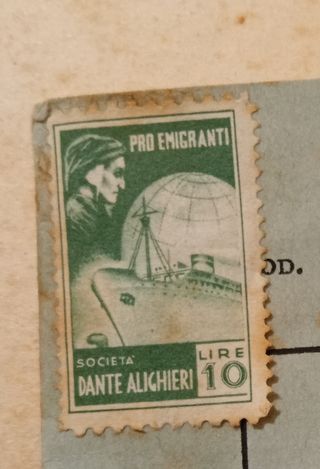 PRO EMIGRANTI
OD.
SOCIETA'
DANTE ALIGHIERI
LIRE
10